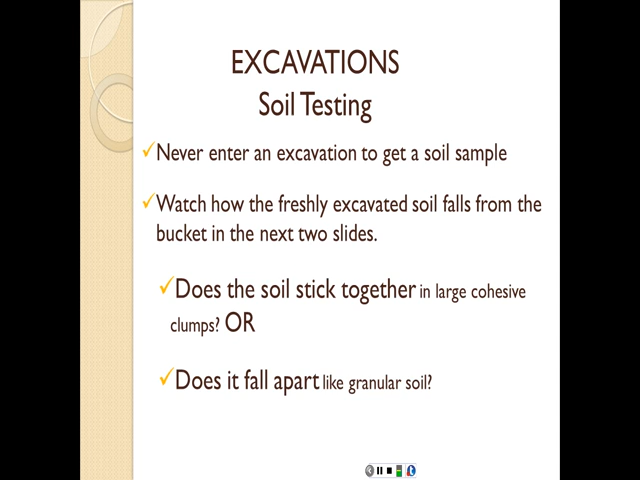 EXCAVATIONS
Soil Testing
Never enter an excavation to get a soil sample
Watch how the freshly excavated soil falls from the
bucket in the next two slides.
Does the soil stick together in large cohesive
clumps? OR
Does it fall apart like granular soil?